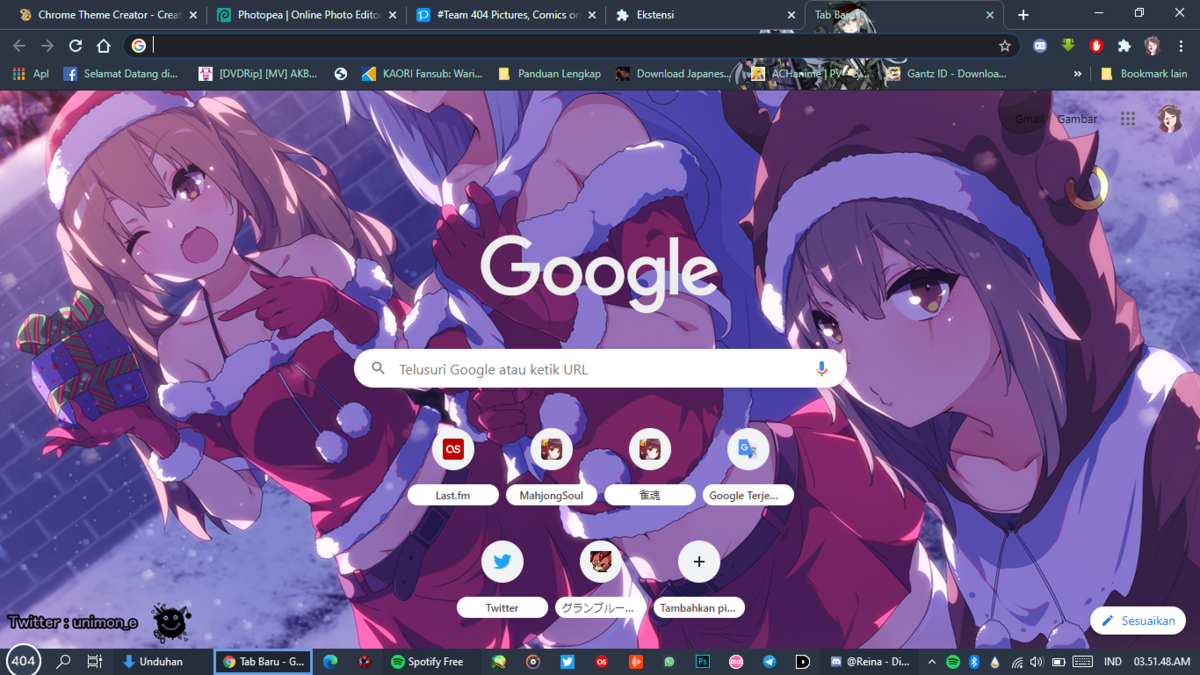 Chrome Theme Creator - Creat
Photopea | Online Photo Edito
#Team 404 Pictures, Comics on
Ekstensi
Tab Baru
Apl
Selamat Datang di...
[DVDRip] [MV] AKB...
KAORI Fansub: Wari...
Panduan Lengkap
Download Japanes...
ACHanime | PV
Gantz ID - Downloa...
»
Bookmark lain
Gmail
Gambar
Google
Telusuri Google atau ketik URL
Last.fm
MahjongSoul
雀魂
Google Terje...
Twitter
グランブルー...
Tambahkan pi...
Twitter : unimon_e
Sesuaikan
404
Unduhan
Tab Baru - G...
Spotify Free
@Reina - Di...
IND
03.51.48 AM